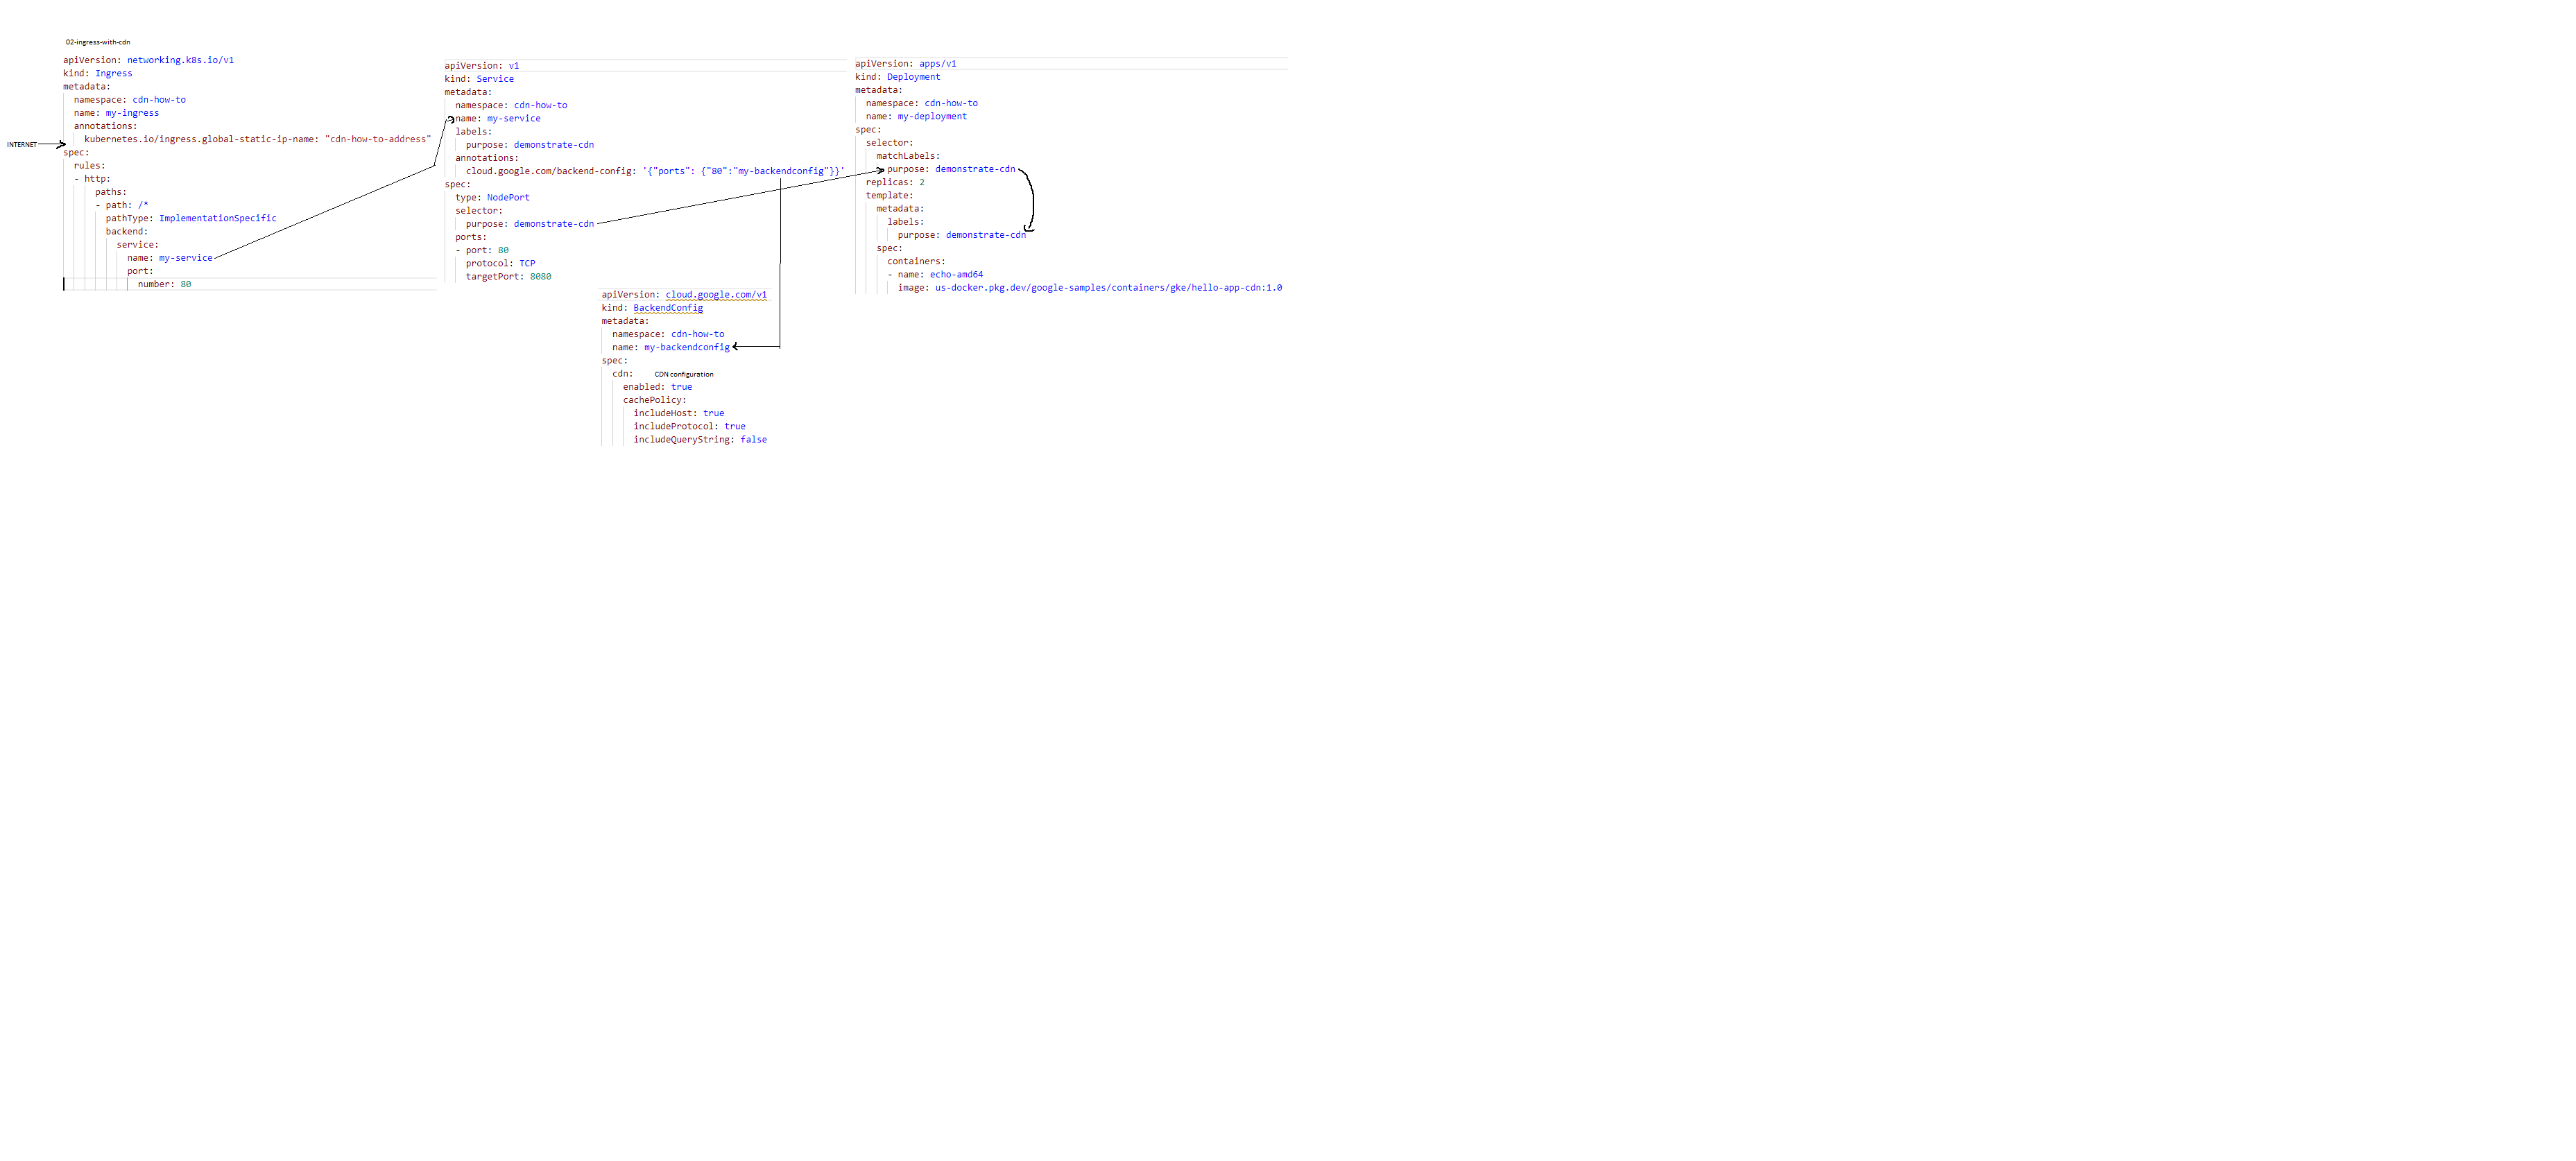 02-ingress-with-cdn
apiVersion: networking.k8s.io/v1
kind: Ingress
metadata:
  namespace: cdn-how-to
  name: my-ingress
  annotations:
    kubernetes.io/ingress.global-static-ip-name: "cdn-how-to-address"
INTERNET
spec:
  rules:
  - http:
      paths:
      - path: /*
        pathType: ImplementationSpecific
        backend:
          service:
            name: my-service
            port:
              number: 80
apiVersion: v1
kind: Service
metadata:
  namespace: cdn-how-to
  name: my-service
  labels:
    purpose: demonstrate-cdn
  annotations:
    cloud.google.com/backend-config: '{"ports": {"80":"my-backendconfig"}}'
spec:
  type: NodePort
  selector:
    purpose: demonstrate-cdn
  ports:
  - port: 80
    protocol: TCP
    targetPort: 8080
apiVersion: cloud.google.com/v1
kind: BackendConfig
metadata:
  namespace: cdn-how-to
  name: my-backendconfig
spec:
  cdn: CDN configuration
    enabled: true
    cachePolicy:
      includeHost: true
      includeProtocol: true
      includeQueryString: false
apiVersion: apps/v1
kind: Deployment
metadata:
  namespace: cdn-how-to
  name: my-deployment
spec:
  selector:
    matchLabels:
      purpose: demonstrate-cdn
  replicas: 2
  template:
    metadata:
      labels:
        purpose: demonstrate-cdn
    spec:
      containers:
      - name: echo-amd64
        image: us-docker.pkg.dev/google-samples/containers/gke/hello-app-cdn:1.0